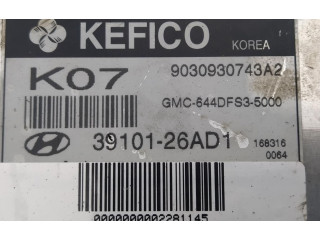 KEFICO KOREA
K07 9030930743A2
GMC-644DFS3-5000
39101-26AD1 168316
0064
0000000002281145